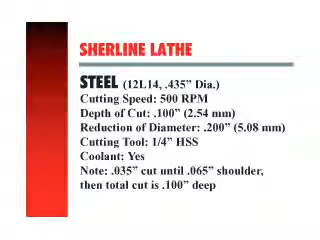 SHERLINE LATHE
STEEL (12L14, .435” Dia.)
Cutting Speed: 500 RPM
Depth of Cut: .100” (2.54 mm)
Reduction of Diameter: .200” (5.08 mm)
Cutting Tool: 1/4” HSS
Coolant: Yes
Note: .035” cut until .065” shoulder,
then total cut is .100” deep